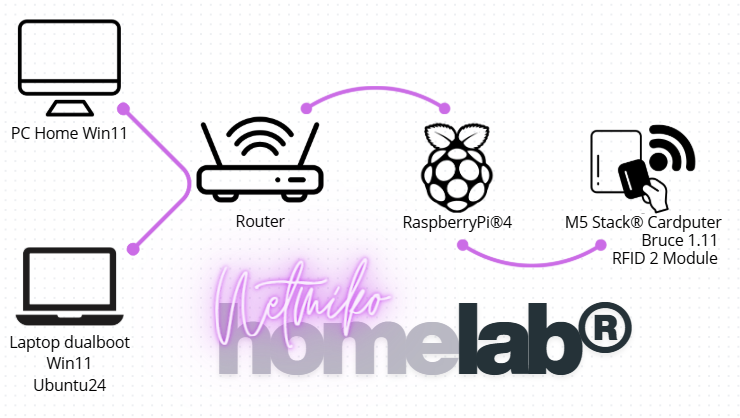 PC Home Win11
Router
RaspberryPi®4
M5 Stack® Cardputer
Bruce 1.11
RFID 2 Module
Laptop dualboot
Win11
Ubuntu24
Netmiko
homelab®